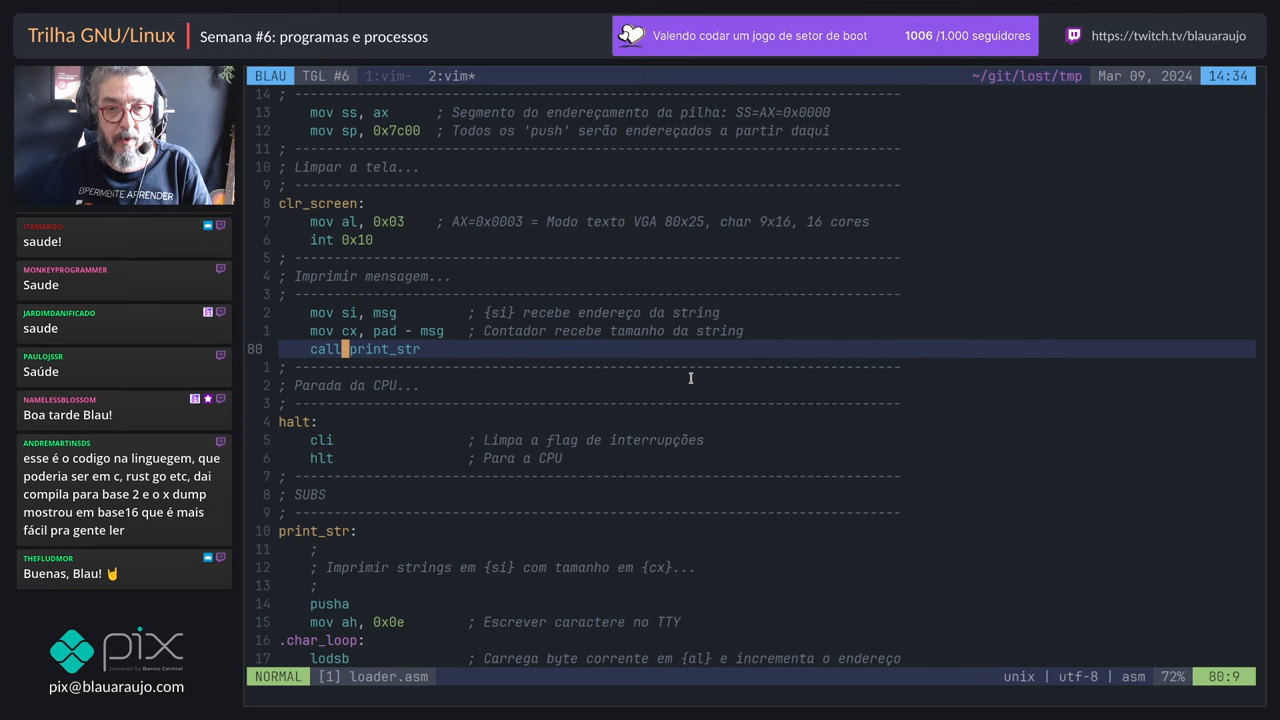 Trilha GNU/Linux
Semana #6: programas e processos
Valendo codar um jogo de setor de boot 1006 /1.000 seguidores
https://twitch.tv/blauaraujo
EXPERIMENTE APRENDER
ITAMAROO
saude!
MONKEYPROGRAMMER
Saude
JARDIMDANIFICADO
saude
PAULOJSSR
Saúde
NAMELESSBLOSSOM
Boa tarde Blau!
ANDREMARTINSDS
esse é o codigo na linguegem, que
poderia ser em c, rust go etc, dai
compila para base 2 e o x dump
mostrou em base16 que é mais
fácil pra gente ler
THEFLUDMOR
Buenas, Blau! 🤘
pix
powered by Banco Central
pix@blauaraujo.com
BLAU TGL #6 1:vim- 2:vim* ~/git/lost/tmp Mar 09, 2024 14:34
14 ; -----------------------------------------------------------------------------
13 mov ss, ax ; Segmento do endereçamento da pilha: SS=AX=0x0000
12 mov sp, 0x7c00 ; Todos os 'push' serão endereçados a partir daqui
11 ; -----------------------------------------------------------------------------
10 ; Limpar a tela...
9 ; -----------------------------------------------------------------------------
8 clr_screen:
7 mov al, 0x03 ; AX=0x0003 = Modo texto VGA 80x25, char 9x16, 16 cores
6 int 0x10
5 ; -----------------------------------------------------------------------------
4 ; Imprimir mensagem...
3 ; -----------------------------------------------------------------------------
2 mov si, msg ; {si} recebe endereço da string
1 mov cx, pad - msg ; Contador recebe tamanho da string
80 call print_str
1 ; -----------------------------------------------------------------------------
2 ; Parada da CPU...
3 ; -----------------------------------------------------------------------------
4 halt:
5 cli ; Limpa a flag de interrupções
6 hlt ; Para a CPU
7 ; -----------------------------------------------------------------------------
8 ; SUBS
9 ; -----------------------------------------------------------------------------
10 print_str:
11 ;
12 ; Imprimir strings em {si} com tamanho em {cx}...
13 ;
14 pusha
15 mov ah, 0x0e ; Escrever caractere no TTY
16 .char_loop:
17 lodsb ; Carrega byte corrente em {al} e incrementa o endereço
NORMAL [1] loader.asm unix | utf-8 | asm 72% 80:9